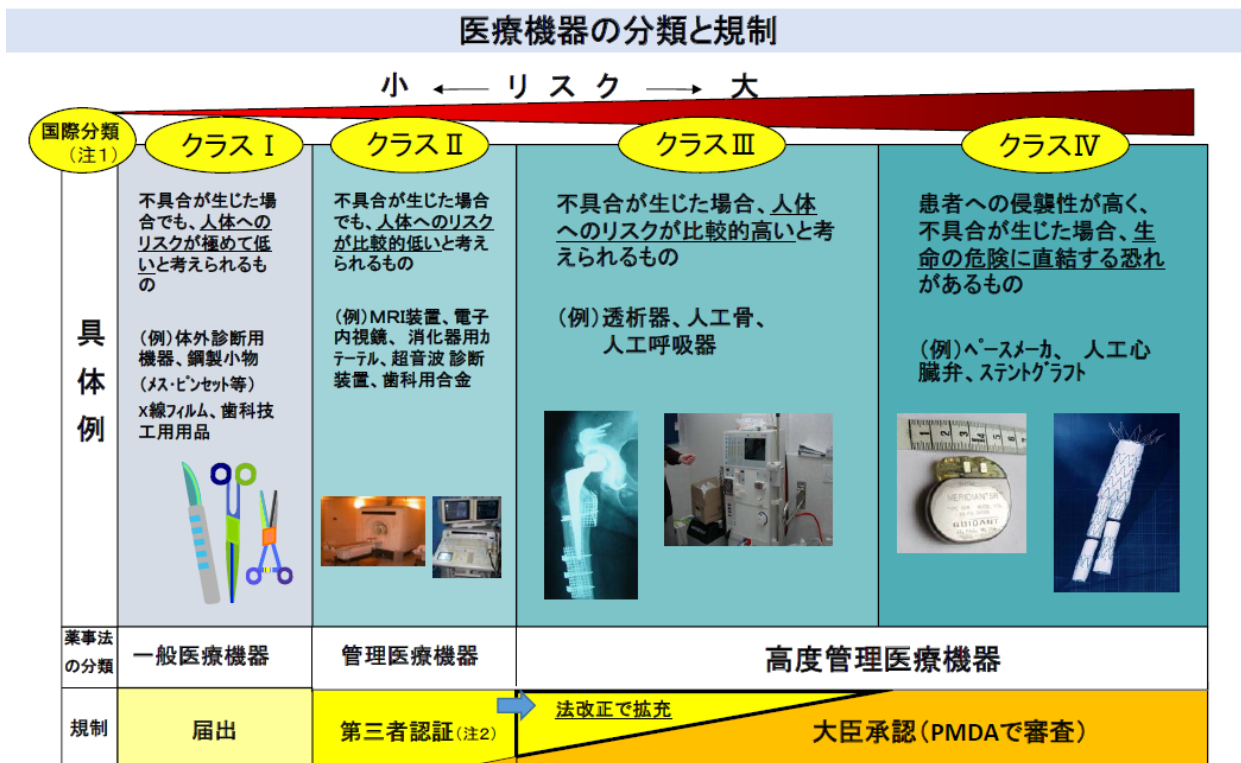 医療機器の分類と規制
小 ← リ ス ク → 大
国際分類
(注1)
クラスⅠ
クラスⅡ
クラスⅢ
クラスⅣ
具体例
不具合が生じた場
合でも、人体への
リスクが極めて低
いと考えられるも
の
(例)体外診断用
機器、鋼製小物
(メス・ピンセット等)
X線フィルム、歯科技
工用用品
不具合が生じた場合
でも、人体へのリスク
が比較的低いと考え
られるもの
(例)MRI装置、電子
内視鏡、消化器用カ
テーテル、超音波診断
装置、歯科用合金
不具合が生じた場合、人体
へのリスクが比較的高いと考
えられるもの
(例)透析器、人工骨、
人工呼吸器
患者への侵襲性が高く、
不具合が生じた場合、生
命の危険に直結する恐れ
があるもの
(例)ペースメーカ、人工心
臓弁、ステントグラフト
1 2 3 4 5 6 7
MERIDIAN SR
GUIDANT
薬事法
の分類
一般医療機器
管理医療機器
高度管理医療機器
規制
届出
第三者認証(注2)
法改正で拡充
大臣承認(PMDAで審査)